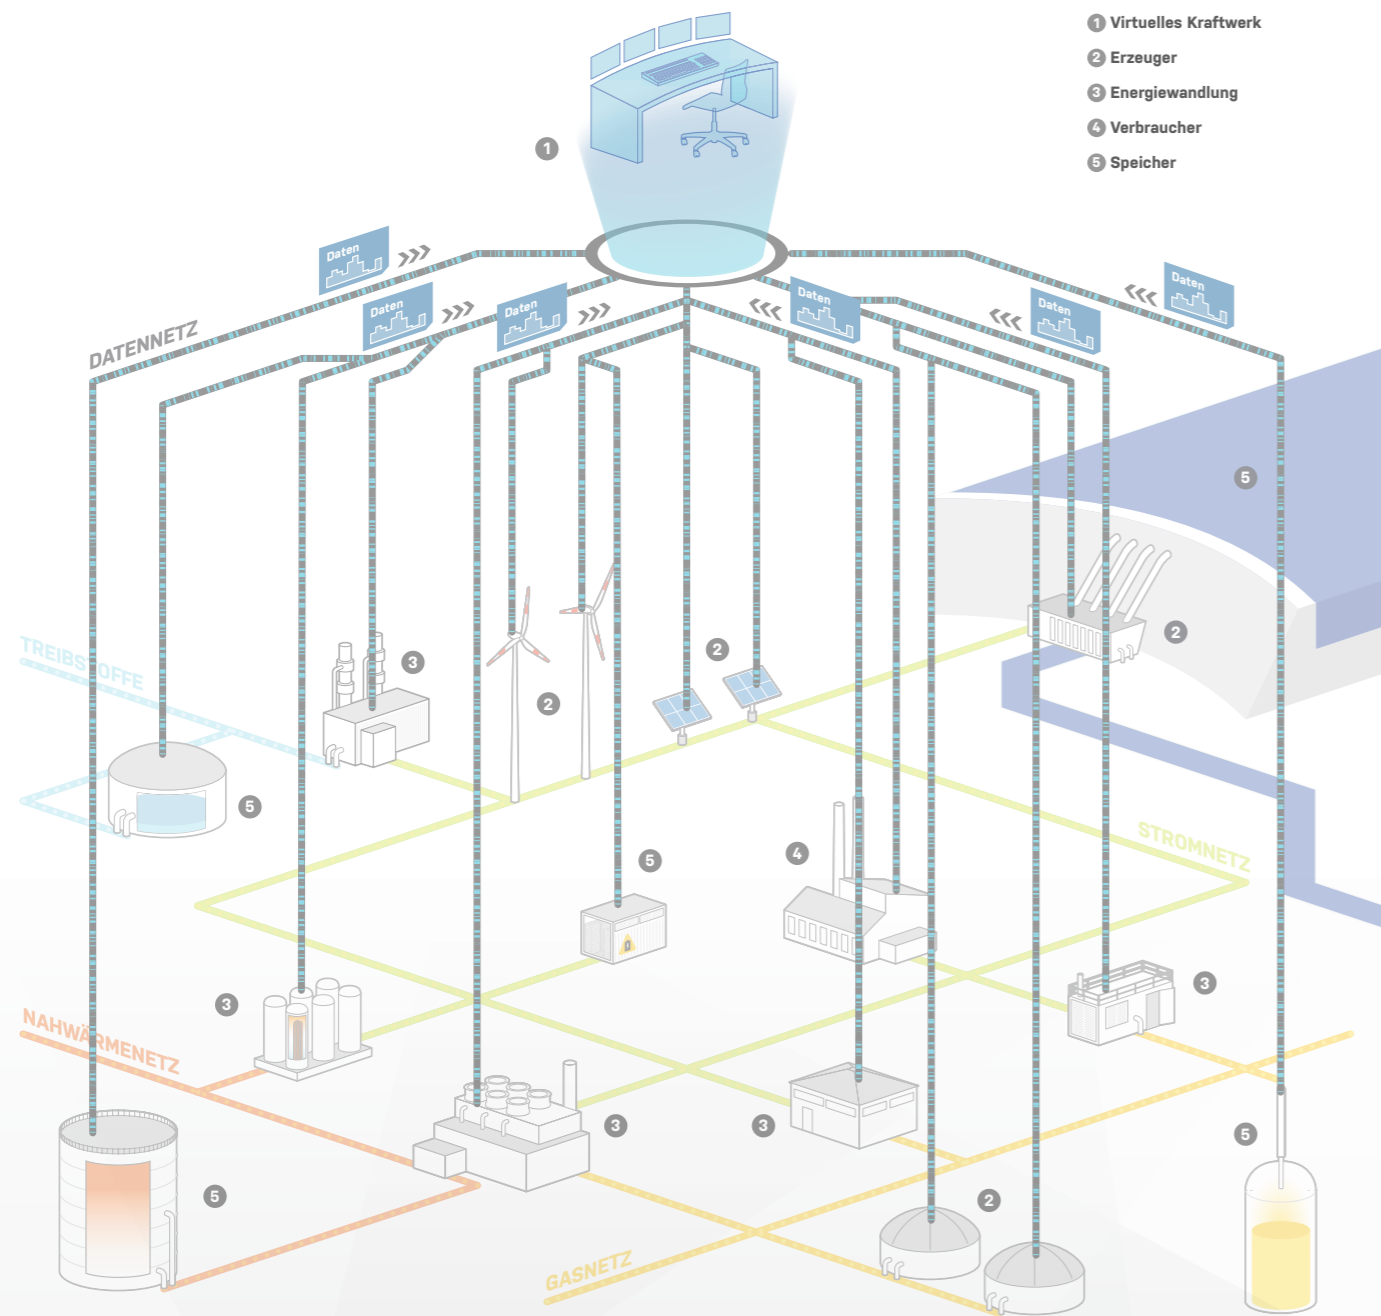 1 Virtuelles Kraftwerk
2 Erzeuger
3 Energiewandlung
4 Verbraucher
5 Speicher
1
Daten
Daten
Daten
Daten
Daten
Daten
DATENNETZ
5
2
TREIBSTOFFE
3
2
2
5
STROMNETZ
4
5
3
3
NAHWÄRMENETZ
3
3
5
5
2
GASNETZ